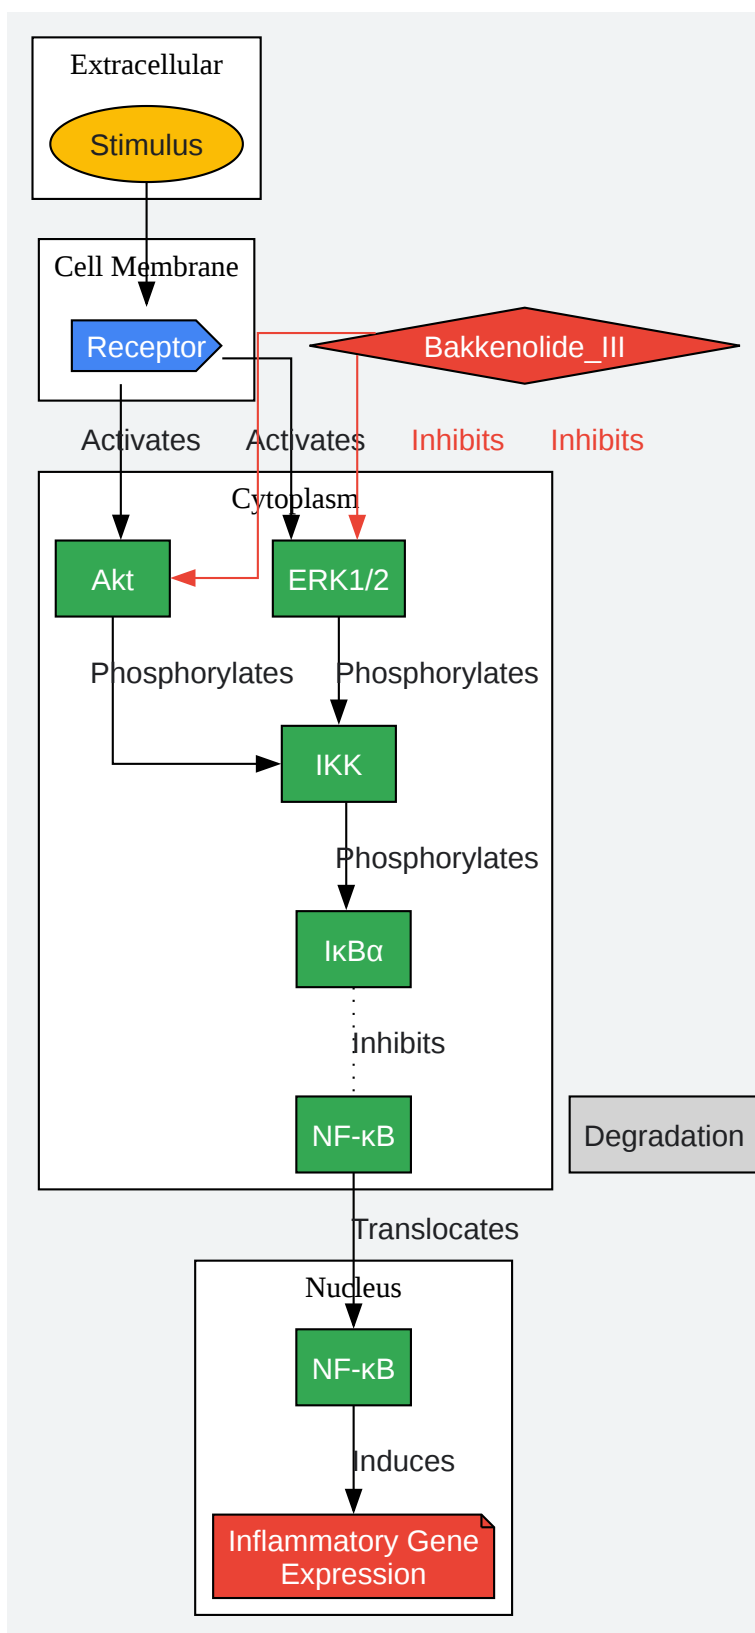 Extracellular
Stimulus
Cell Membrane
Receptor
Bakkenolide_III
Activates
Activates
Inhibits
Inhibits
Cytoplasm
Akt
ERK1/2
Phosphorylates
Phosphorylates
IKK
Phosphorylates
IκBα
Inhibits
NF-κB
Degradation
Translocates
Nucleus
NF-κB
Induces
Inflammatory Gene
Expression